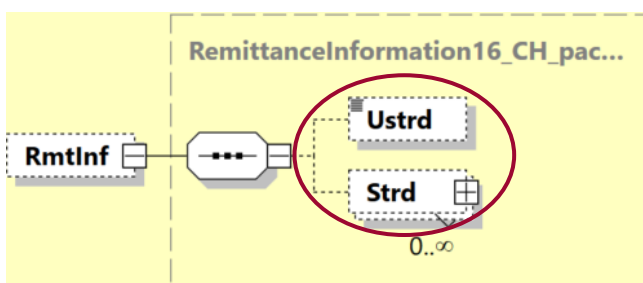 RemittanceInformation16_CH_pac...
Ustrd
RmtInf
Strd
0..∞